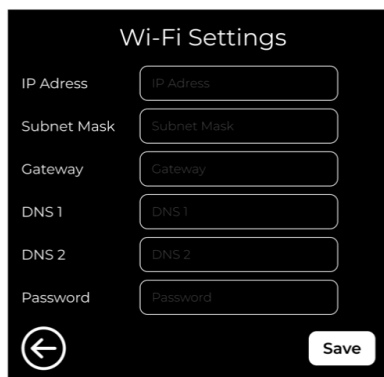 Wi-Fi Settings
IP Adress IP Adress
Subnet Mask Subnet Mask
Gateway Gateway
DNS 1 DNS 1
DNS 2 DNS 2
Password Password
Save